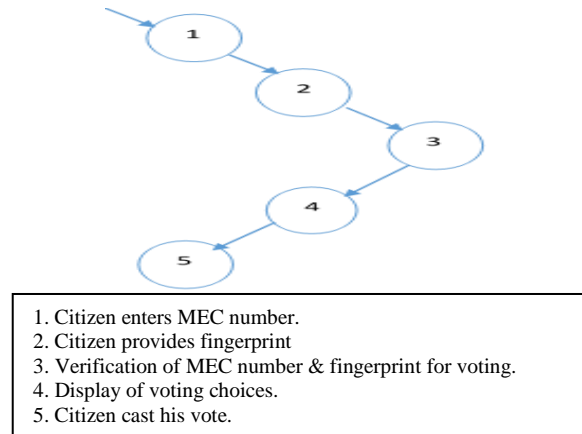 1
2
3
4
5
1. Citizen enters MEC number.
2. Citizen provides fingerprint
3. Verification of MEC number & fingerprint for voting.
4. Display of voting choices.
5. Citizen cast his vote.